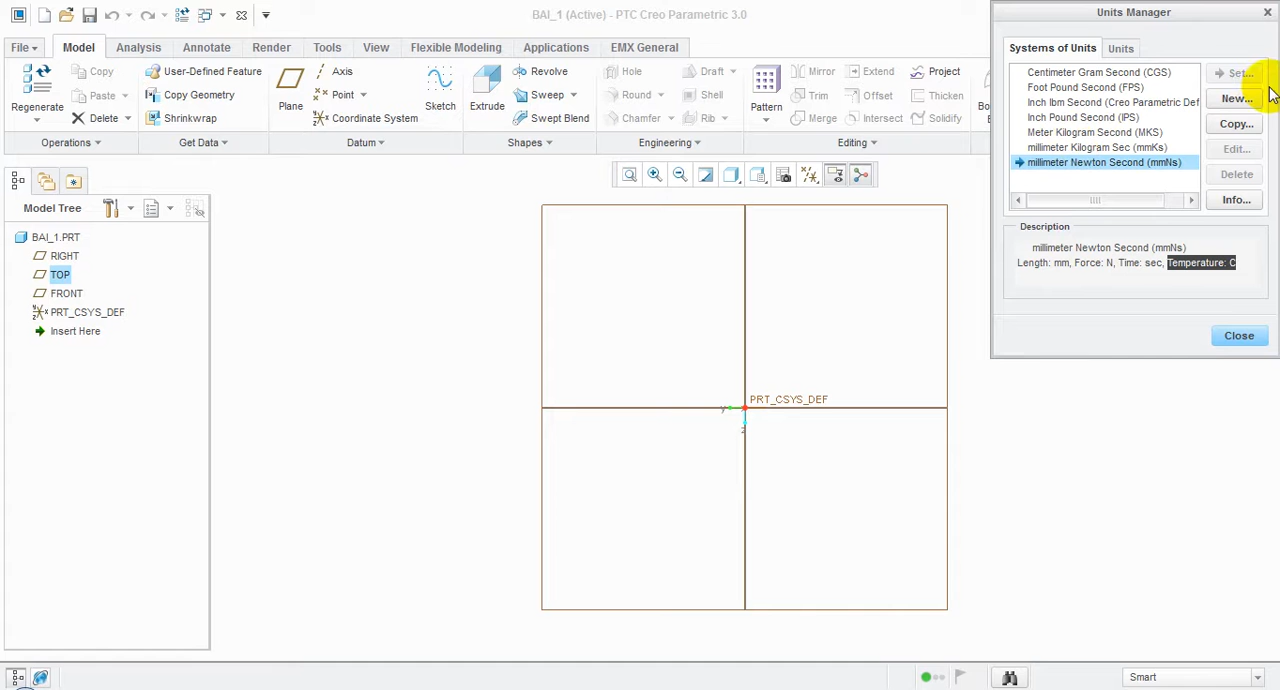 BAI_1 (Active) - PTC Creo Parametric 3.0
File
Model
Analysis
Annotate
Render
Tools
View
Flexible Modeling
Applications
EMX General
Regenerate
Copy
Paste
Delete
Operations
User-Defined Feature
Copy Geometry
Shrinkwrap
Get Data
Plane
Axis
Point
Coordinate System
Datum
Sketch
Extrude
Revolve
Sweep
Swept Blend
Shapes
Hole
Round
Chamfer
Draft
Shell
Rib
Engineering
Pattern
Mirror
Trim
Merge
Extend
Offset
Intersect
Project
Thicken
Solidify
Editing
Model Tree
BAI_1.PRT
RIGHT
TOP
FRONT
PRT_CSYS_DEF
Insert Here
PRT_CSYS_DEF
y
z
Units Manager
Systems of Units
Units
Centimeter Gram Second (CGS)
Foot Pound Second (FPS)
Inch lbm Second (Creo Parametric Def
Inch Pound Second (IPS)
Meter Kilogram Second (MKS)
millimeter Kilogram Sec (mmKs)
millimeter Newton Second (mmNs)
Set...
New...
Copy...
Edit...
Delete
Info...
Description
millimeter Newton Second (mmNs)
Length: mm, Force: N, Time: sec, Temperature: C
Close
Smart